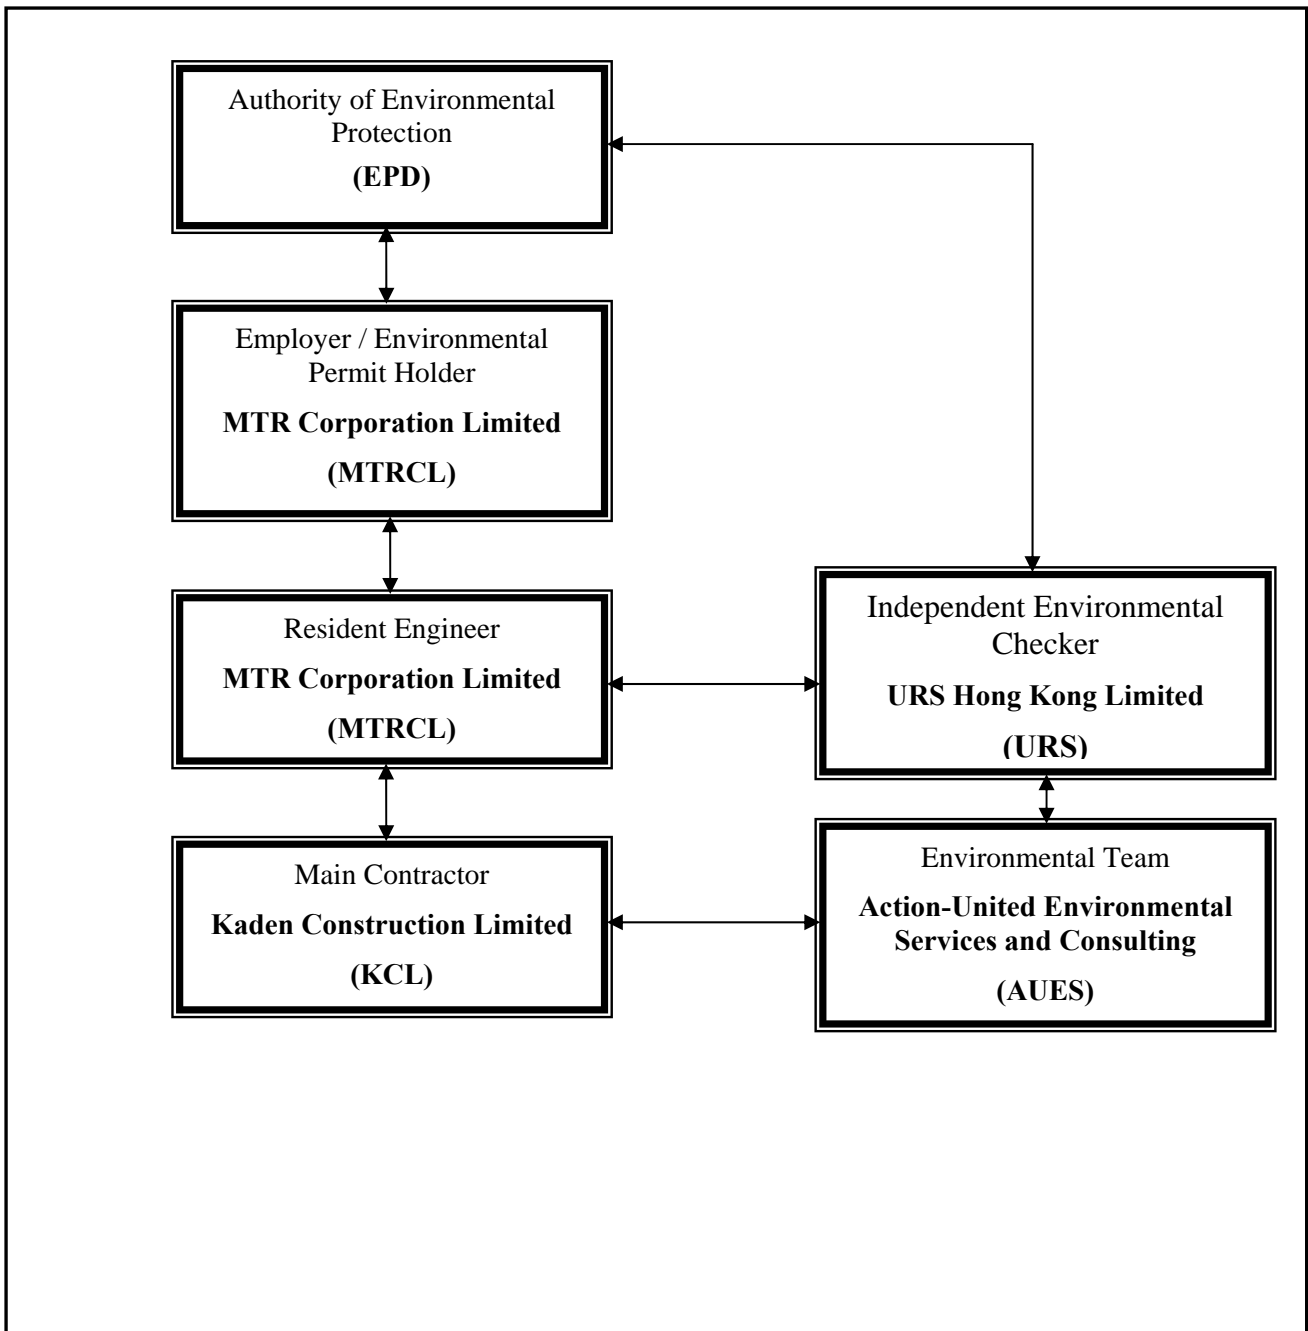 Authority of Environmental
Protection
(EPD)
Employer / Environmental
Permit Holder
MTR Corporation Limited
(MTRCL)
Resident Engineer
MTR Corporation Limited
(MTRCL)
Independent Environmental
Checker
URS Hong Kong Limited
(URS)
Main Contractor
Kaden Construction Limited
(KCL)
Environmental Team
Action-United Environmental
Services and Consulting
(AUES)